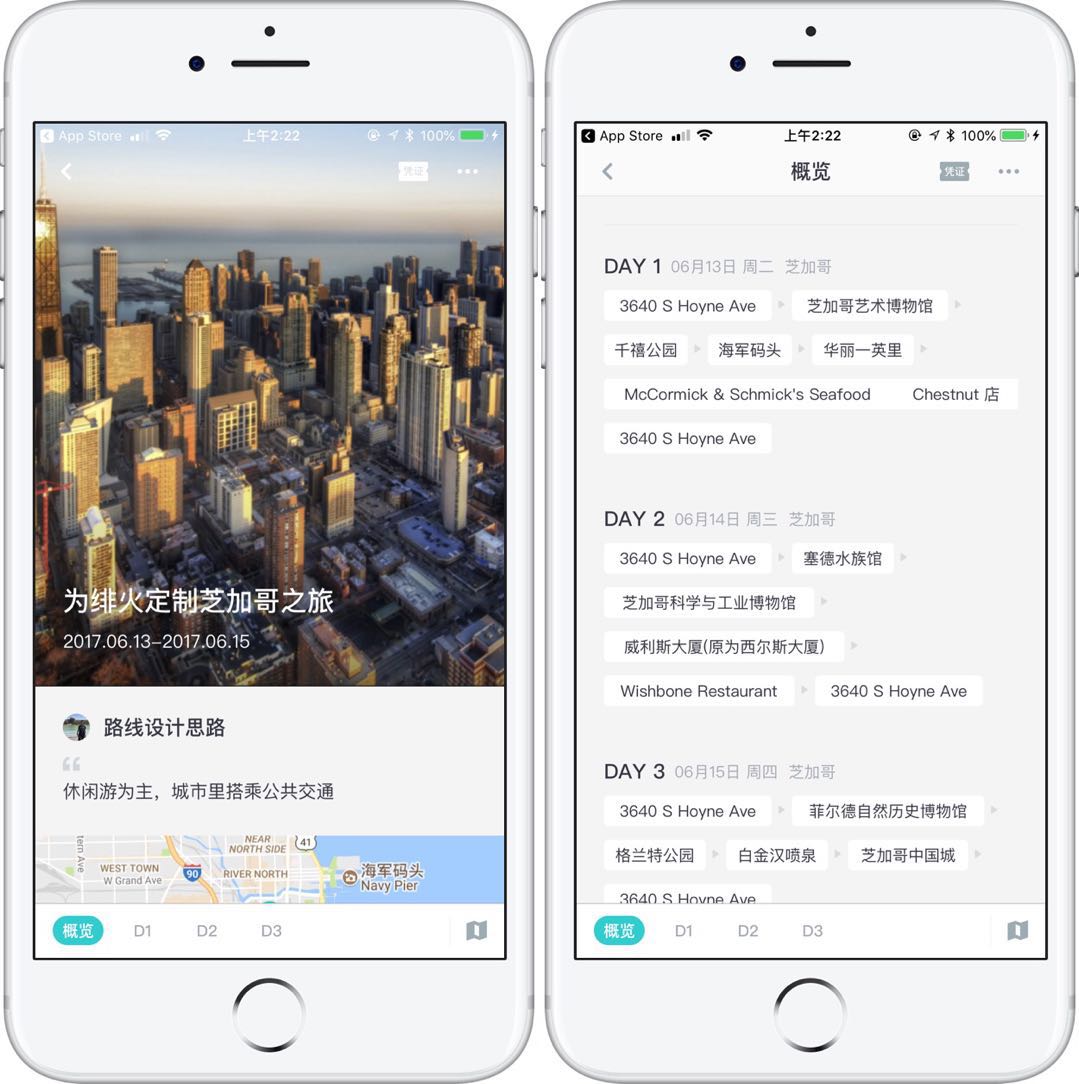 App Store
上午2:22
100%
凭证
为绯火定制芝加哥之旅
2017.06.13–2017.06.15
路线设计思路
休闲游为主，城市里搭乘公共交通
NEAR
NORTH SIDE
41
tern Ave
WEST TOWN
W Grand Ave
90
RIVER NORTH
海军码头
Navy Pier
概览 D1 D2 D3
App Store
上午2:22
100%
概览
凭证
DAY 1 06月13日 周二 芝加哥
3640 S Hoyne Ave 芝加哥艺术博物馆
千禧公园 海军码头 华丽一英里
McCormick & Schmick's Seafood Chestnut 店
3640 S Hoyne Ave
DAY 2 06月14日 周三 芝加哥
3640 S Hoyne Ave 塞德水族馆
芝加哥科学与工业博物馆
威利斯大厦(原为西尔斯大厦)
Wishbone Restaurant 3640 S Hoyne Ave
DAY 3 06月15日 周四 芝加哥
3640 S Hoyne Ave 菲尔德自然历史博物馆
格兰特公园 白金汉喷泉 芝加哥中国城
3640 S Hoyne Ave
概览 D1 D2 D3